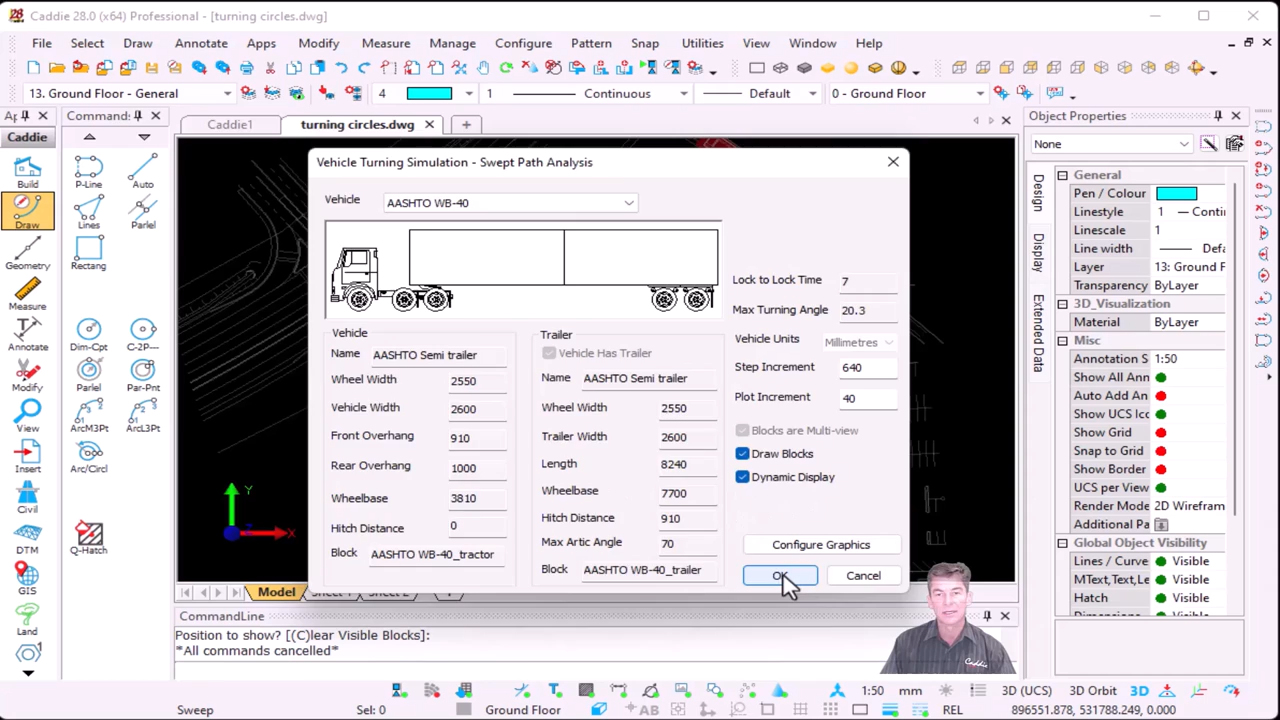 Caddie 28.0 (x64) Professional - [turning circles.dwg]
File Select Draw Annotate Apps Modify Measure Manage Configure Pattern Snap Utilities View Window Help
13. Ground Floor - General 4 1 Continuous Default 0 - Ground Floor
Command: Caddie1 turning circles.dwg Object Properties
Caddie
None
Build
Draw
Geometry
Measure
Annotate
Modify
View
Insert
Civil
DTM
GIS
Land
P-Line Auto
Lines Parlel
Rectang
Dim-Cpt C-2P---
Parlel Par-Pnt
ArcM3Pt ArcL3Pt
Arc/Circl
Q-Hatch
Vehicle Turning Simulation - Swept Path Analysis
Vehicle AASHTO WB-40
Vehicle
Name AASHTO Semi trailer
Wheel Width 2550
Vehicle Width 2600
Front Overhang 910
Rear Overhang 1000
Wheelbase 3810
Hitch Distance 0
Block AASHTO WB-40_tractor
Trailer
Vehicle Has Trailer
Name AASHTO Semi trailer
Wheel Width 2550
Trailer Width 2600
Length 8240
Wheelbase 7700
Hitch Distance 910
Max Artic Angle 70
Block AASHTO WB-40_trailer
Lock to Lock Time 7
Max Turning Angle 20.3
Vehicle Units Millimetres
Step Increment 640
Plot Increment 40
Blocks are Multi-view
Draw Blocks
Dynamic Display
Configure Graphics
OK Cancel
Y
X
Design
Display
Extended Data
General
Pen / Colour
Linestyle 1
Linescale 1
Line width
Layer 13: Ground F
Transparency ByLayer
3D_Visualization
Material ByLayer
Misc
Annotation S 1:50
Show All Ann
Auto Add An
Show UCS Ico
Show Grid
Snap to Grid
Show Border
UCS per View
Render Mode 2D Wirefram
Additional Pa
Global Object Visibility
Lines / Curve Visible
MText,Text,Le Visible
Hatch Visible
Model
CommandLine
Position to show? [(C)lear Visible Blocks]:
*All commands cancelled*
Caddie
1:50 mm 3D (UCS) 3D Orbit 3D
Sweep Sel: 0 Ground Floor AB REL 896551.878, 531788.249, 0.000